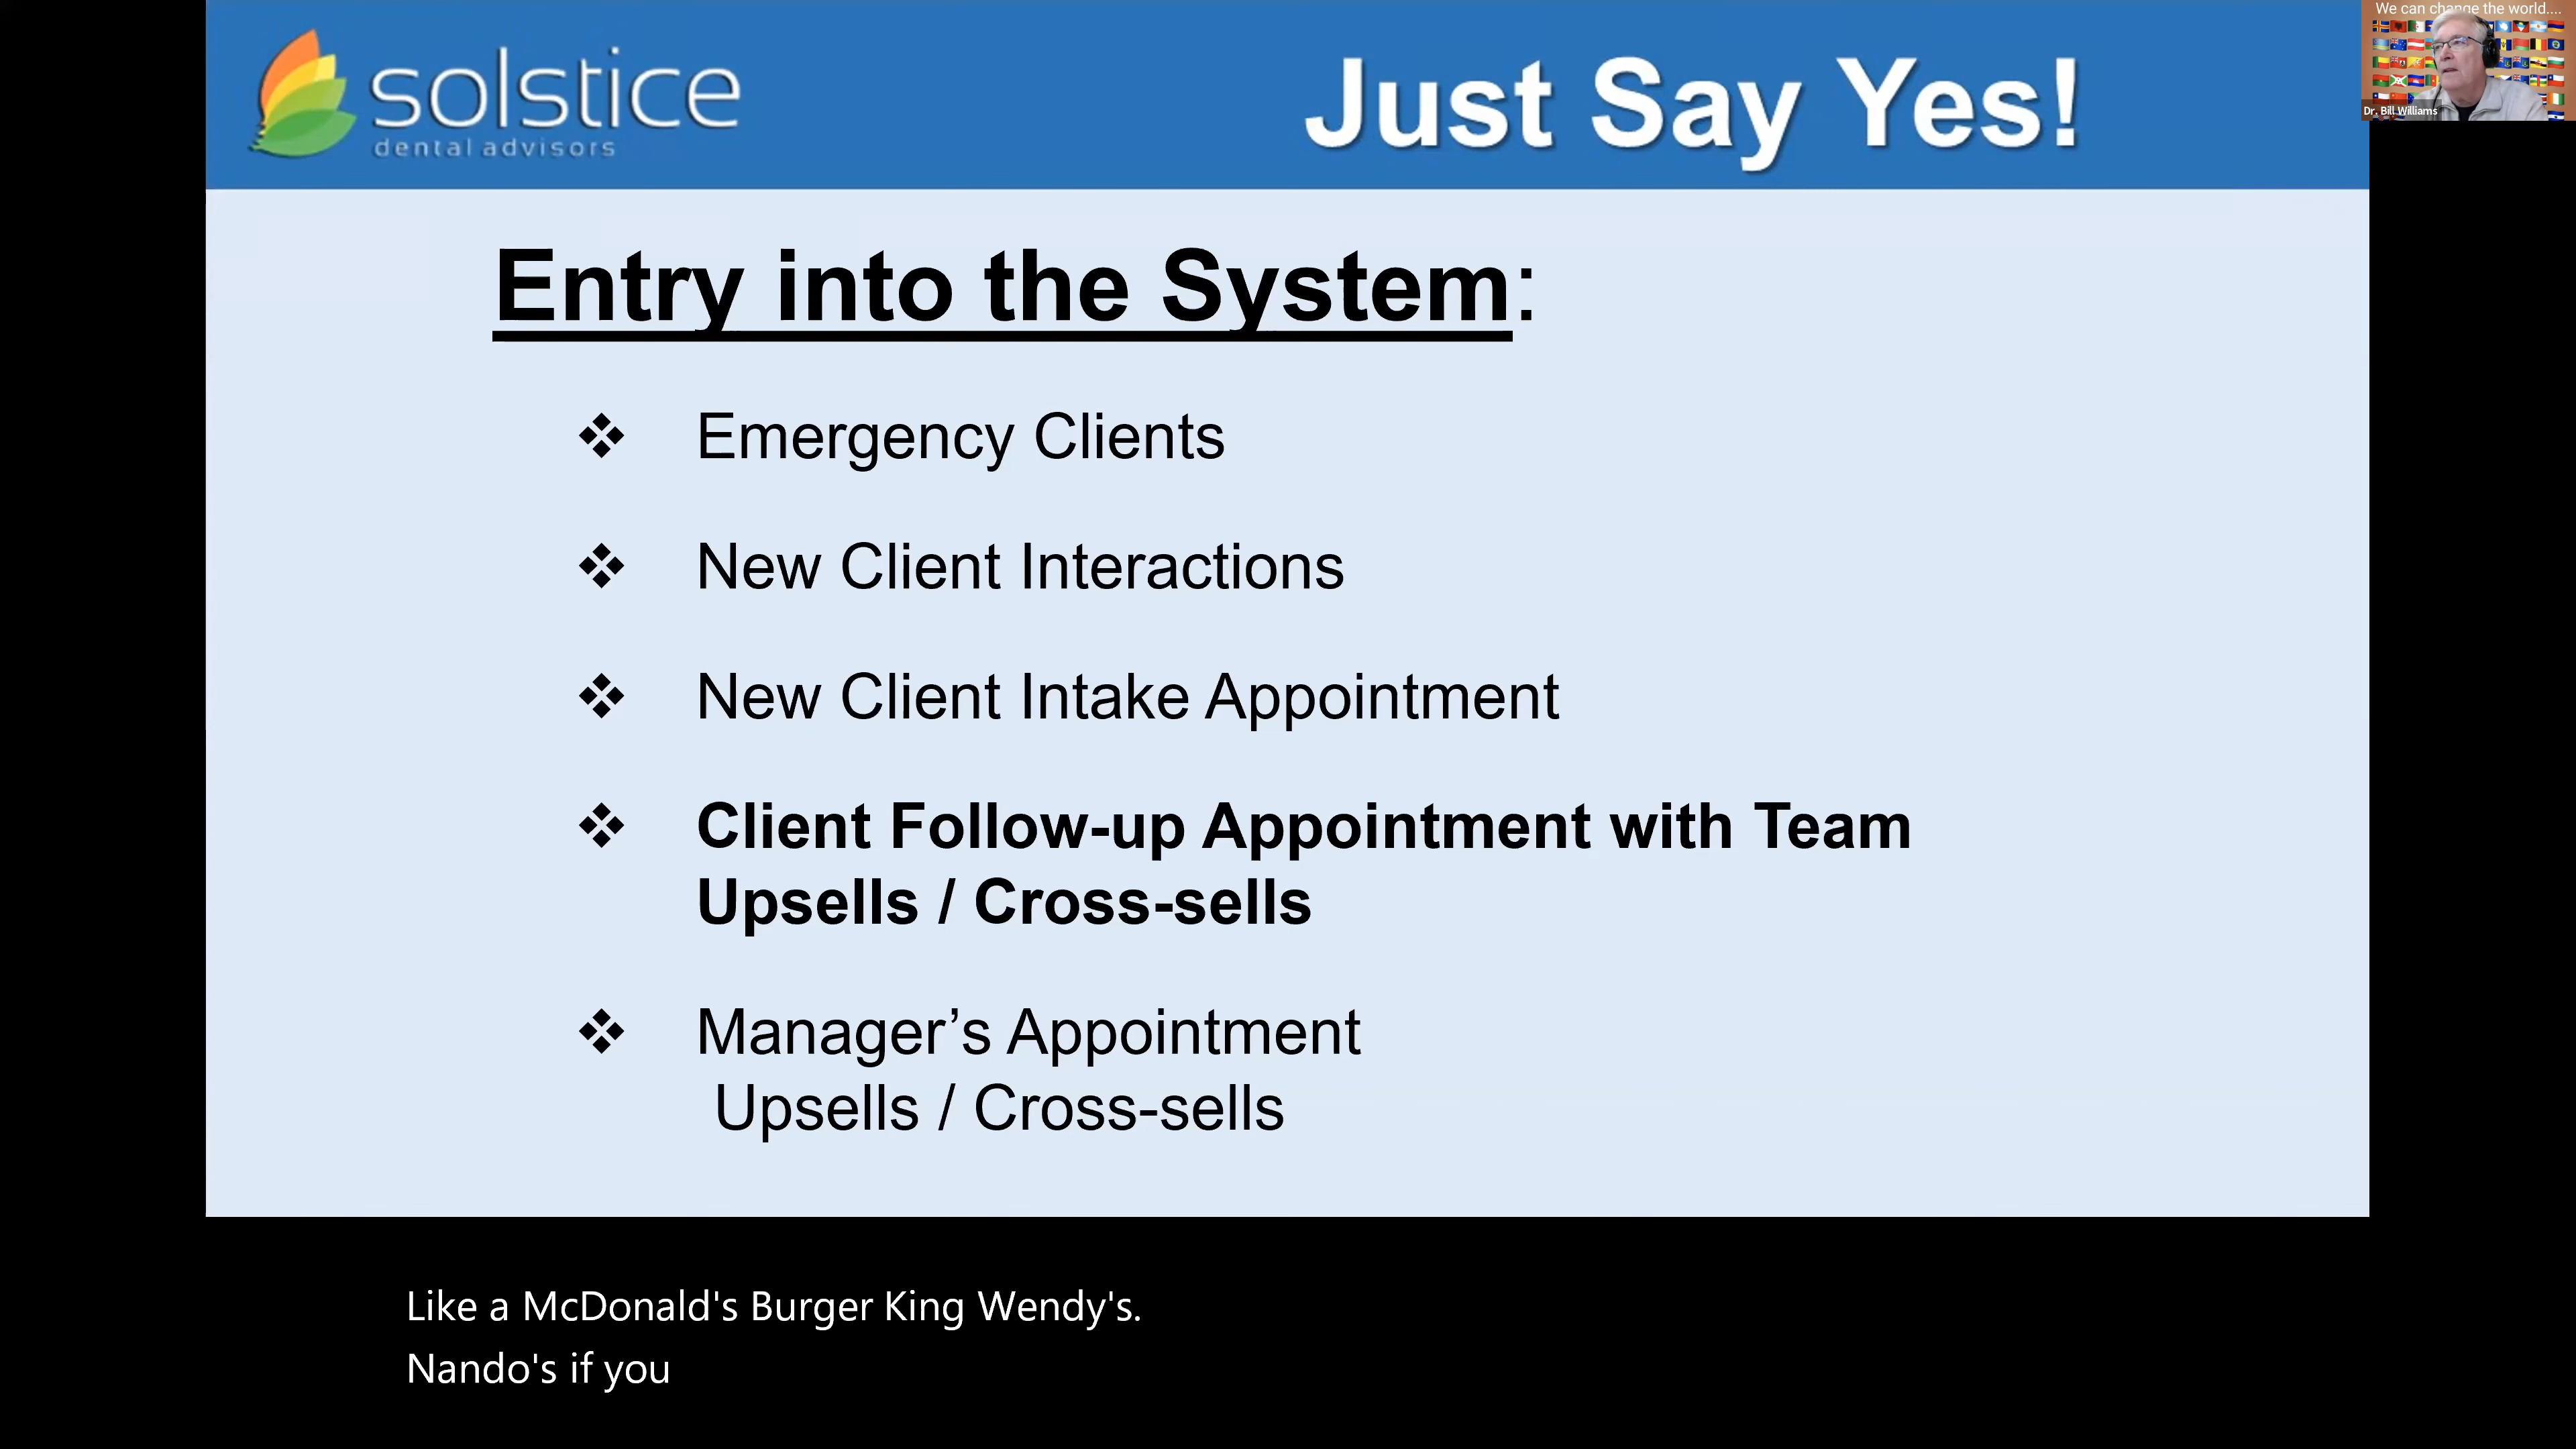 We can change the world....
solstice
dental advisors
Just Say Yes!
Dr. Bill Williams
Entry into the System:
❖ Emergency Clients
❖ New Client Interactions
❖ New Client Intake Appointment
❖ Client Follow-up Appointment with Team
Upsells / Cross-sells
❖ Manager’s Appointment
Upsells / Cross-sells
Like a McDonald's Burger King Wendy's.
Nando's if you